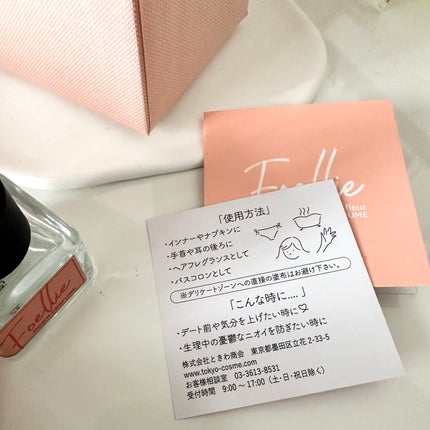 Foellie
fleur
UME
「使用方法」
・インナーやナプキンに
・手首や耳の後ろに
・ヘアフレグランスとして
・バスコロンとして
※デリケートゾーンへの直接の塗布はお避け下さい。
「こんな時に....」
・デート前や気分を上げたい時に♡
・生理中の憂鬱なニオイを防ぎたい時に
株式会社ときわ商会 東京都墨田区立花 2-33-5
www.tokyo-cosme.com
お客様相談室 03-3613-8531
受付時間 9:00～17:00（土・日・祝日除く）
Foellie